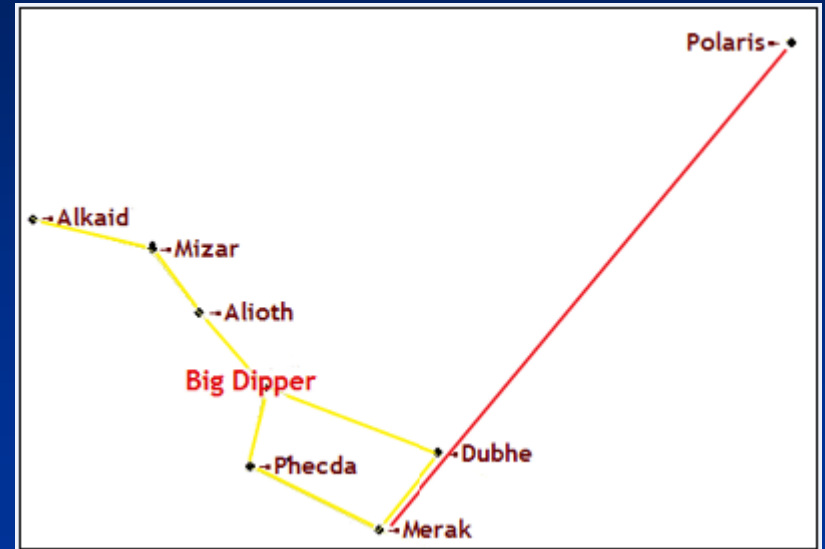 Polaris
Alkaid
Mizar
Alioth
Big Dipper
Phecda
Dubhe
Merak